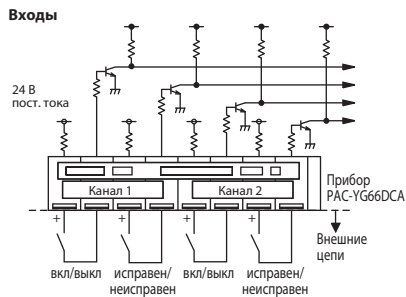 Входы
24 В
пост. тока
Канал 1
Канал 2
Прибор
PAC-YG66DCA
+
+
+
+
Внешние
цепи
вкл/выкл
исправен/
неисправен
вкл/выкл
исправен/
неисправен